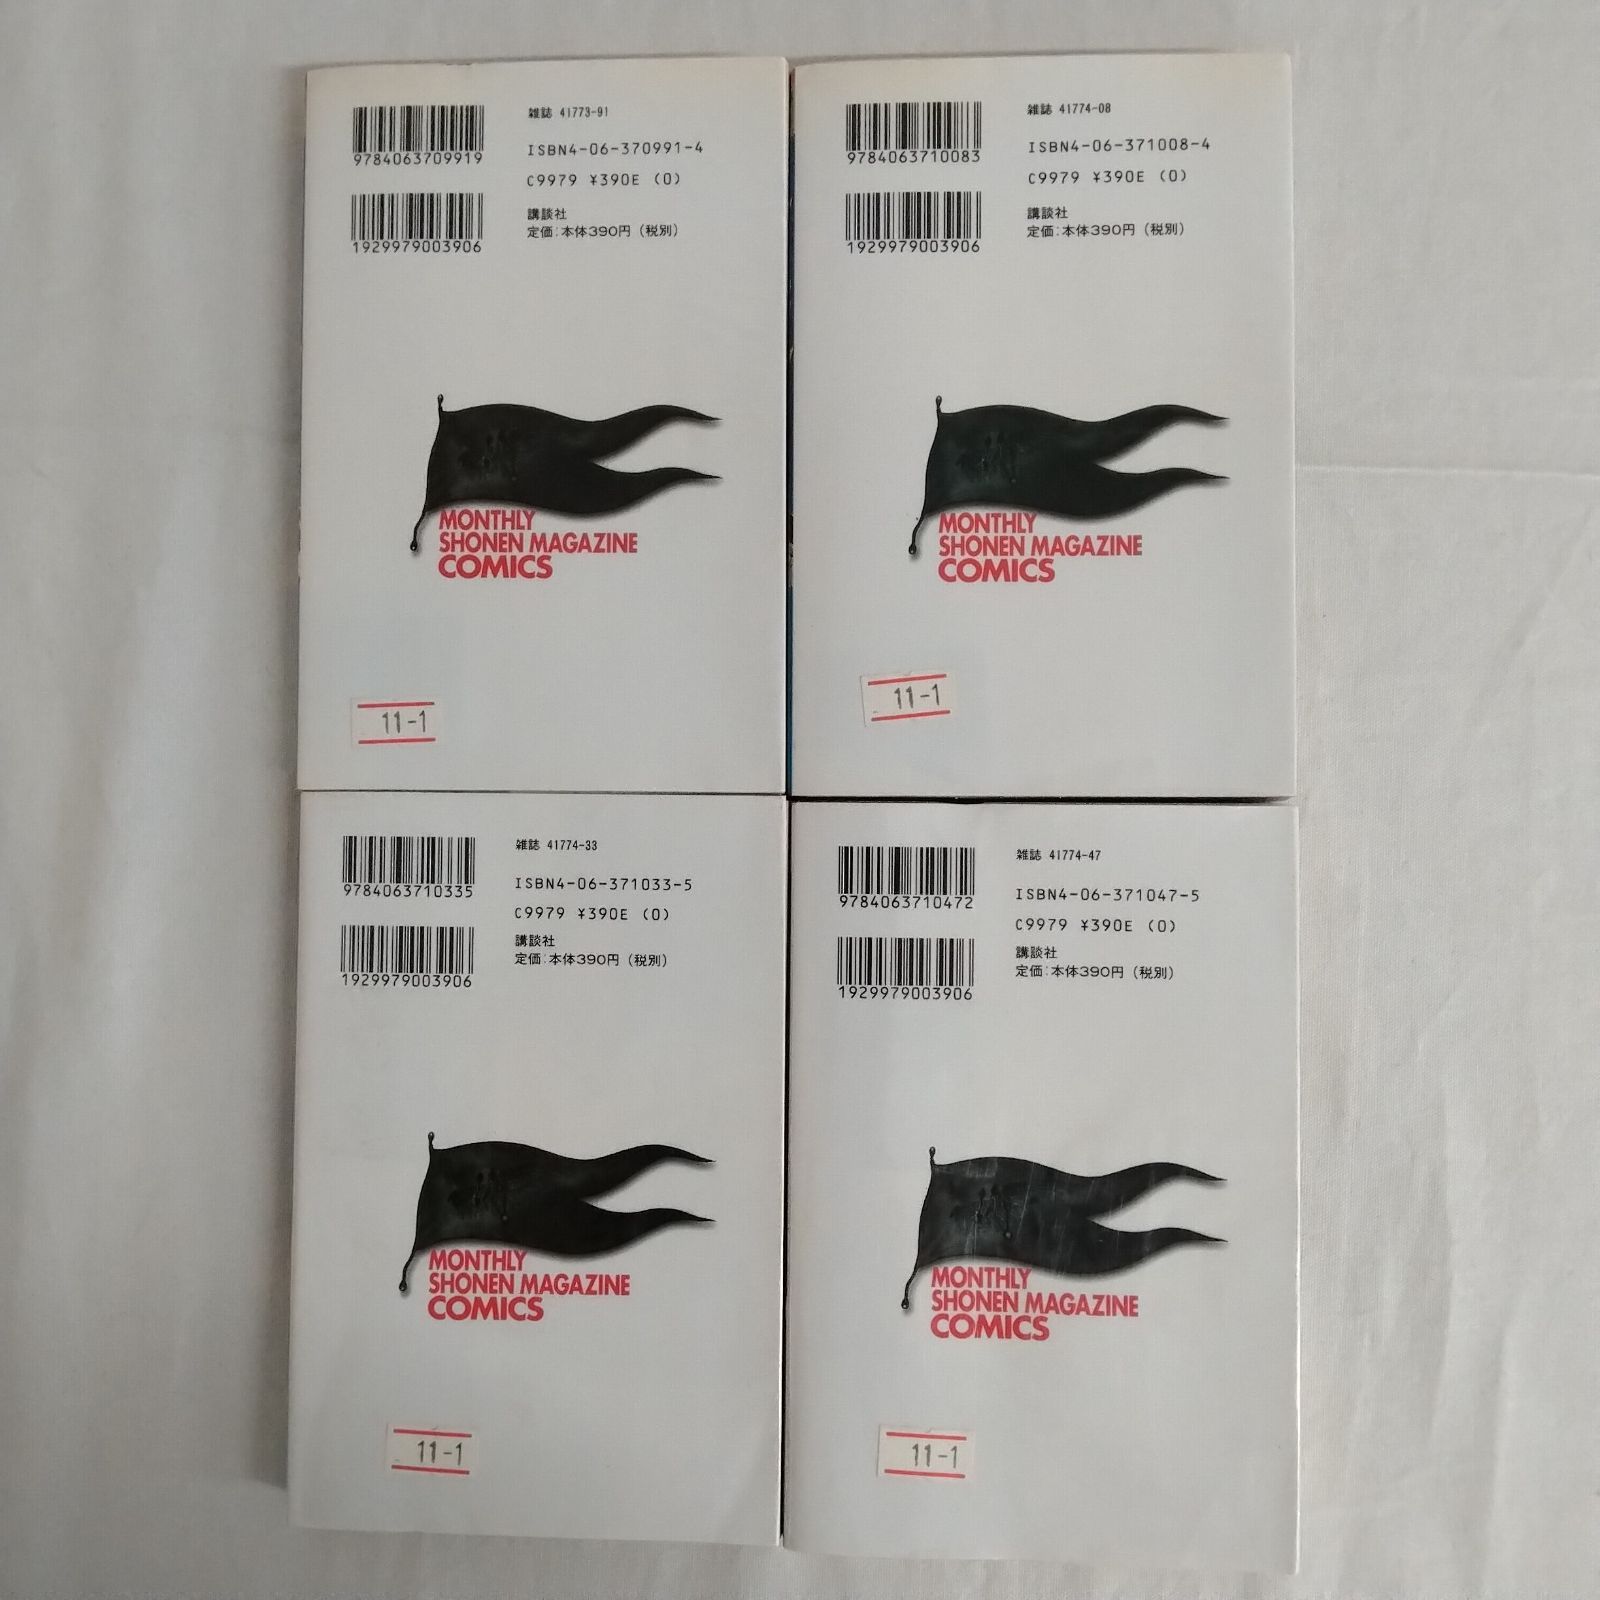 雑誌 41773-91
9784063709919
ISBN4-06-370991-4
C9979 ¥390E (0)
1929979003906
講談社
定価:本体390円(税別)
MONTHLY
SHONEN MAGAZINE
COMICS
11-1
雑誌 41774-08
9784063710083
ISBN4-06-371008-4
C9979 ¥390E (0)
1929979003906
講談社
定価:本体390円(税別)
MONTHLY
SHONEN MAGAZINE
COMICS
11-1
雑誌 41774-33
9784063710335
ISBN4-06-371033-5
C9979 ¥390E (0)
1929979003906
講談社
定価:本体390円(税別)
MONTHLY
SHONEN MAGAZINE
COMICS
11-1
雑誌 41774-47
9784063710472
ISBN4-06-371047-5
C9979 ¥390E (0)
1929979003906
講談社
定価:本体390円(税別)
MONTHLY
SHONEN MAGAZINE
COMICS
11-1